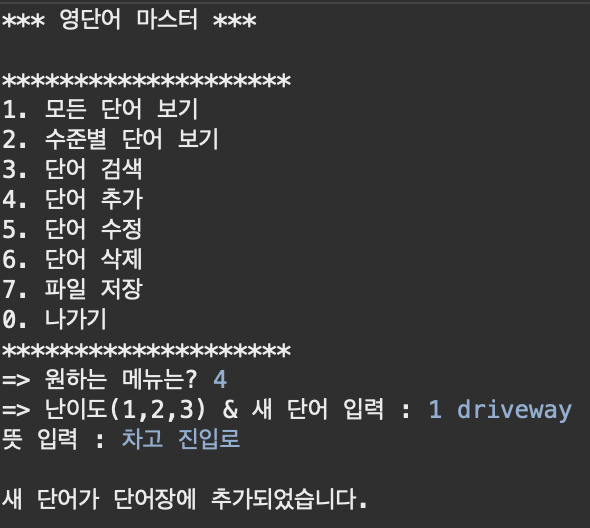 *** 영단어 마스터 ***
********************
1. 모든 단어 보기
2. 수준별 단어 보기
3. 단어 검색
4. 단어 추가
5. 단어 수정
6. 단어 삭제
7. 파일 저장
0. 나가기
********************
=> 원하는 메뉴는? 4
=> 난이도(1,2,3) & 새 단어 입력 : 1 driveway
뜻 입력 : 차고 진입로
새 단어가 단어장에 추가되었습니다.